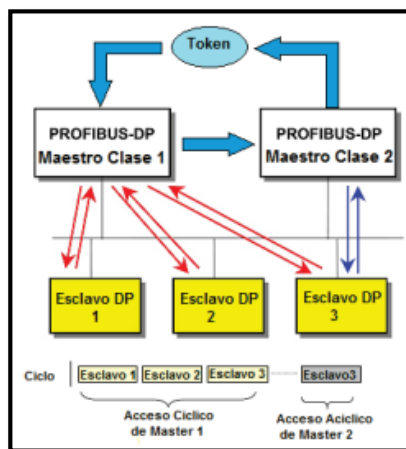 Token
PROFIBUS-DP
Maestro Clase 1
PROFIBUS-DP
Maestro Clase 2
Esclavo DP
1
Esclavo DP
2
Esclavo DP
3
Ciclo
Esclavo 1
Esclavo 2
Esclavo 3
Esclavo3
Acceso Cíclico
de Master 1
Acceso Acíclico
de Master 2